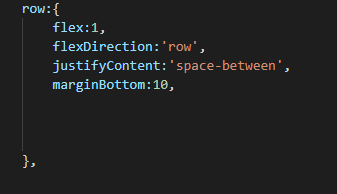 row:{
flex:1,
flexDirection:'row',
justifyContent:'space-between',
marginBottom:10,
},